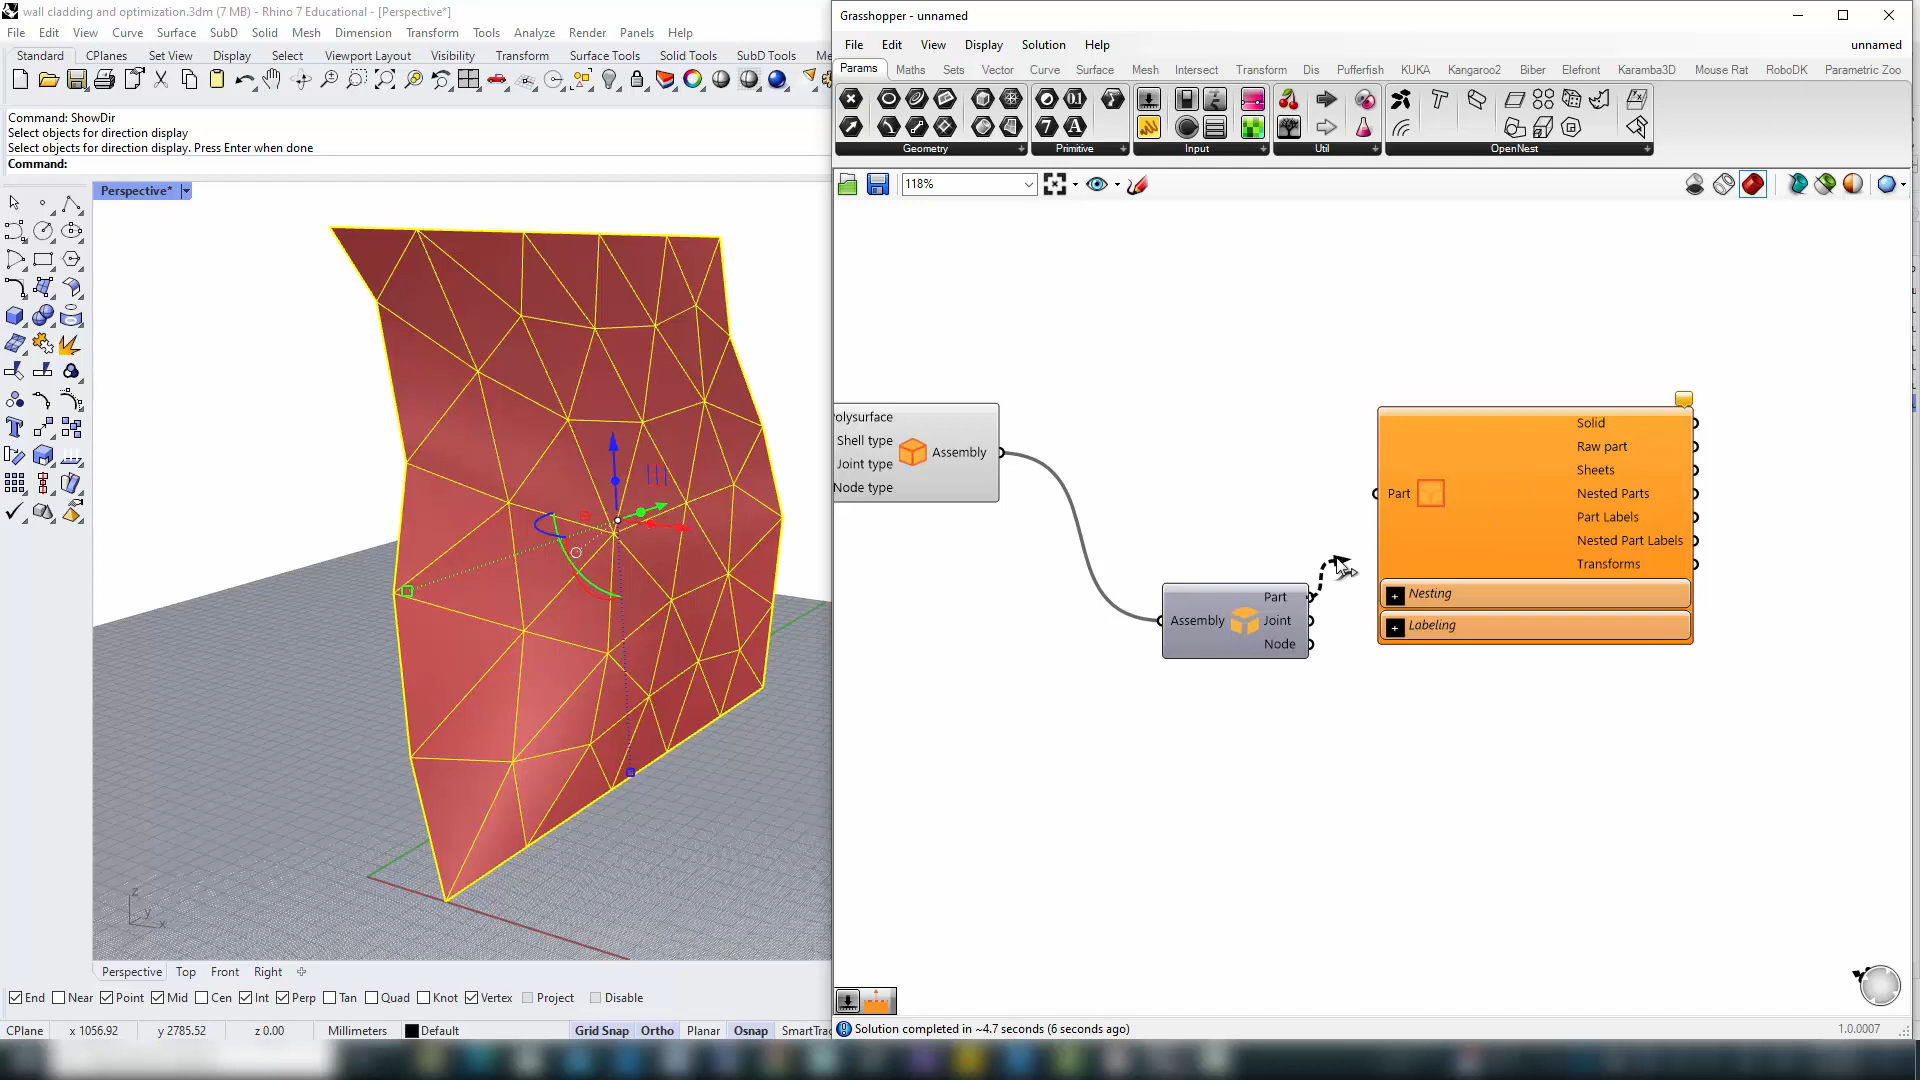 wall cladding and optimization.3dm (7 MB) - Rhino 7 Educational - [Perspective*]
File Edit View Curve Surface SubD Solid Mesh Dimension Transform Tools Analyze Render Panels Help
Standard CPlanes Set View Display Select Viewport Layout Visibility Transform Surface Tools Solid Tools SubD Tools Me
Command: ShowDir
Select objects for direction display
Select objects for direction display. Press Enter when done
Command:
Perspective*
z
y
x
Perspective Top Front Right
End Near Point Mid Cen Int Perp Tan Quad Knot Vertex Project Disable
CPlane x 1056.92 y 2785.52 z 0.00 Millimeters Default Grid Snap Ortho Planar Osnap SmartTrac
Grasshopper - unnamed
File Edit View Display Solution Help unnamed
Params Maths Sets Vector Curve Surface Mesh Intersect Transform Dis Pufferfish KUKA Kangaroo2 Biber Elefront Karamba3D Mouse Rat RoboDK Parametric Zoo
Geometry Primitive Input Util OpenNest
118%
olysurface
Shell type
Joint type
Node type
Assembly
Assembly
Part
Joint
Node
Part
Solid
Raw part
Sheets
Nested Parts
Part Labels
Nested Part Labels
Transforms
Nesting
Labeling
Solution completed in ~4.7 seconds (6 seconds ago) 1.0.0007